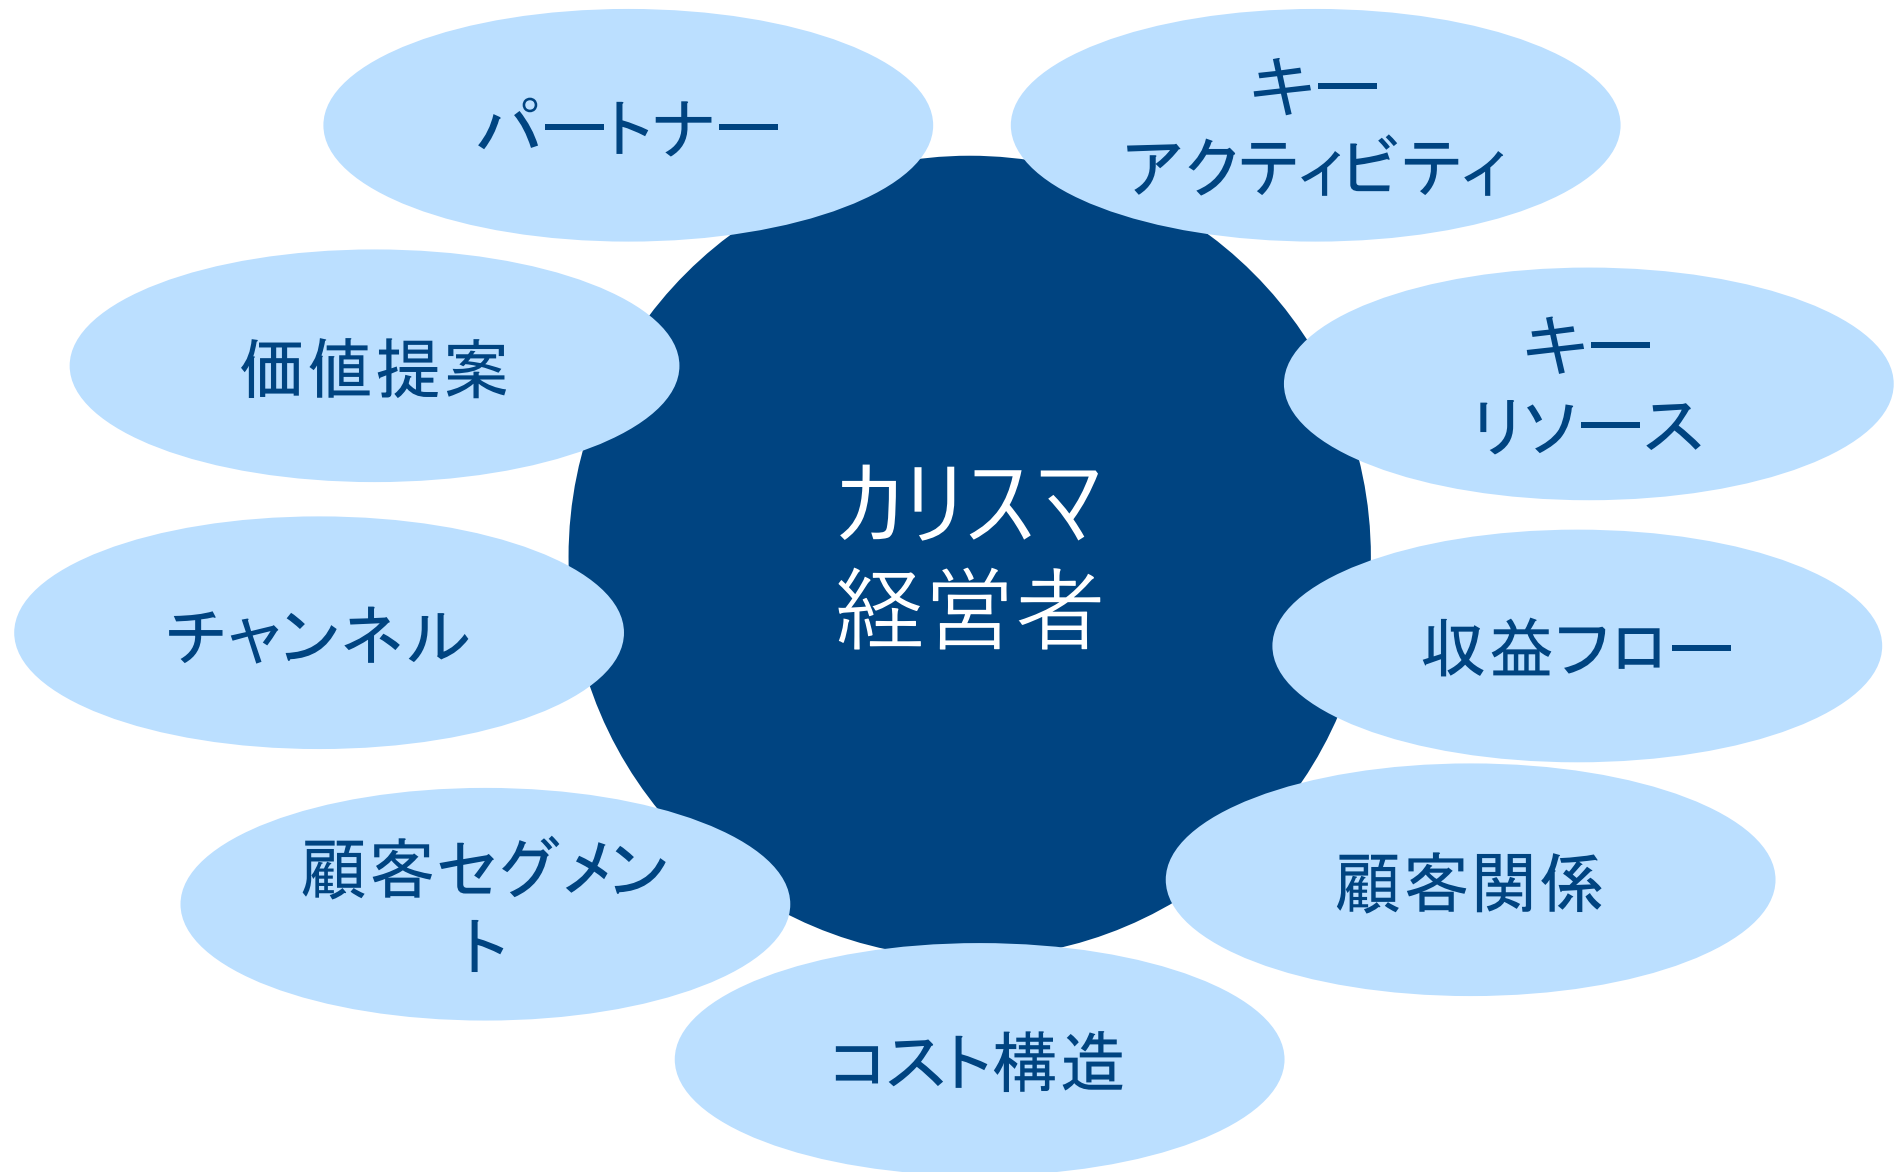 パートナー
キー
アクティビティ
価値提案
キー
リソース
カリスマ
経営者
チャンネル
収益フロー
顧客セグメン
ト
顧客関係
コスト構造